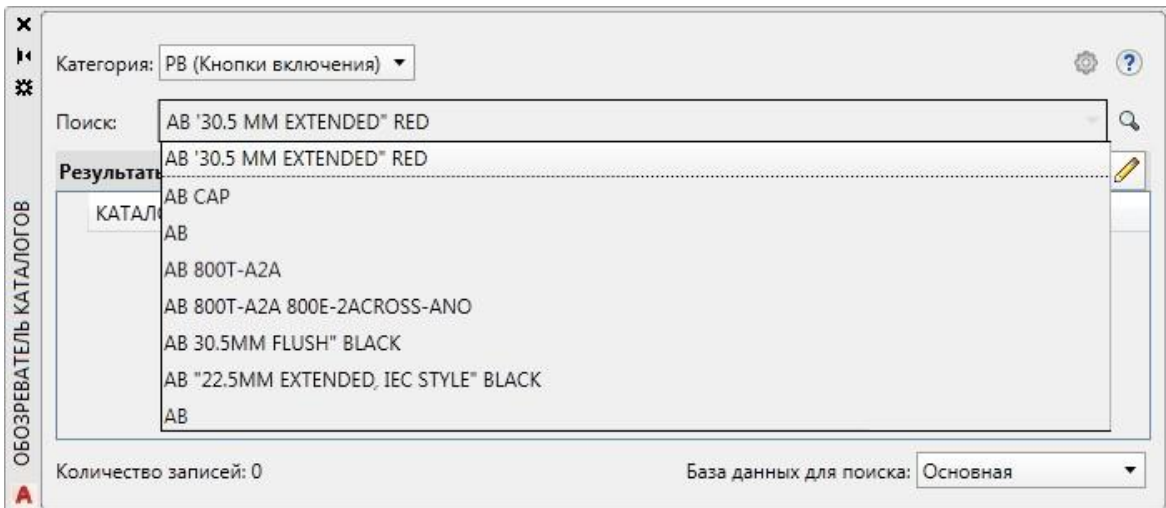 Категория: PB (Кнопки включения)
Поиск: AB '30.5 MM EXTENDED" RED
AB '30.5 MM EXTENDED" RED
Результать
AB CAP
КАТАЛО
AB
AB 800T-A2A
AB 800T-A2A 800E-2ACROSS-ANO
AB 30.5MM FLUSH" BLACK
AB "22.5MM EXTENDED, IEC STYLE" BLACK
AB
Количество записей: 0 База данных для поиска: Основная
ОБОЗРЕВАТЕЛЬ КАТАЛОГОВ